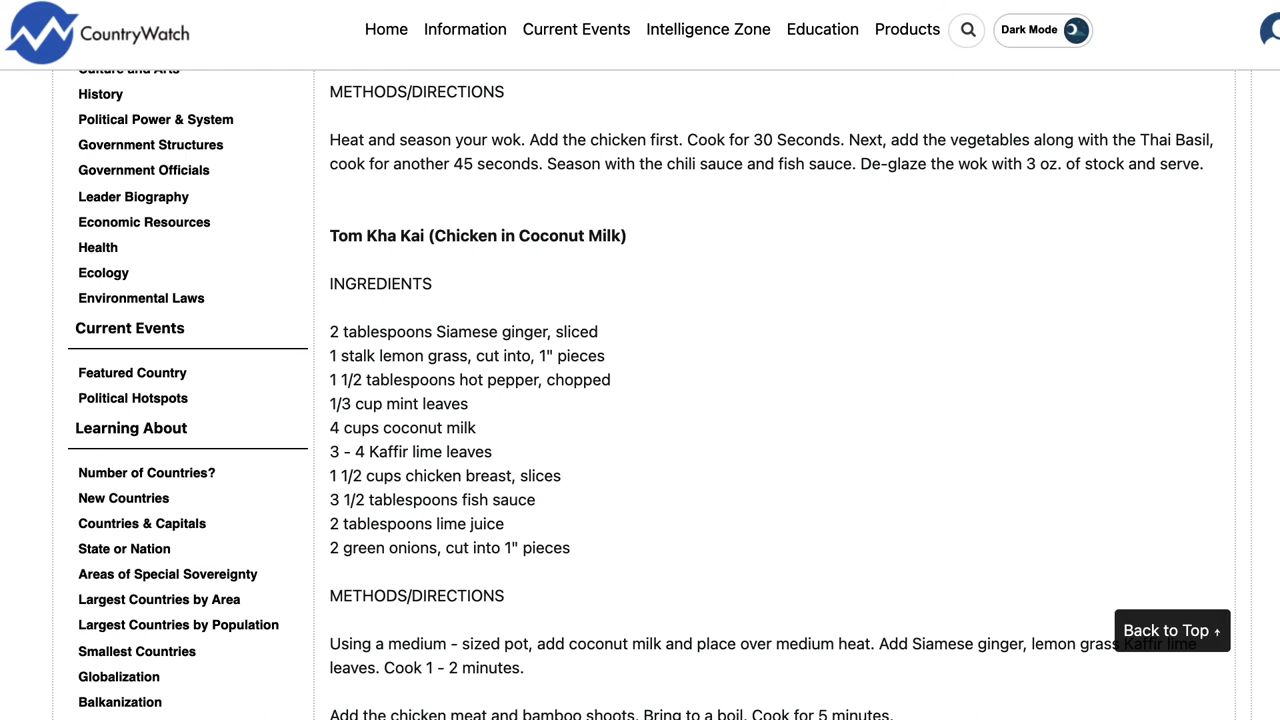 CountryWatch
Home Information Current Events Intelligence Zone Education Products Dark Mode
Culture and Arts
History
Political Power & System
Government Structures
Government Officials
Leader Biography
Economic Resources
Health
Ecology
Environmental Laws
Current Events
Featured Country
Political Hotspots
Learning About
Number of Countries?
New Countries
Countries & Capitals
State or Nation
Areas of Special Sovereignty
Largest Countries by Area
Largest Countries by Population
Smallest Countries
Globalization
Balkanization
METHODS/DIRECTIONS
Heat and season your wok. Add the chicken first. Cook for 30 Seconds. Next, add the vegetables along with the Thai Basil,
cook for another 45 seconds. Season with the chili sauce and fish sauce. De-glaze the wok with 3 oz. of stock and serve.
Tom Kha Kai (Chicken in Coconut Milk)
INGREDIENTS
2 tablespoons Siamese ginger, sliced
1 stalk lemon grass, cut into, 1" pieces
1 1/2 tablespoons hot pepper, chopped
1/3 cup mint leaves
4 cups coconut milk
3 - 4 Kaffir lime leaves
1 1/2 cups chicken breast, slices
3 1/2 tablespoons fish sauce
2 tablespoons lime juice
2 green onions, cut into 1" pieces
METHODS/DIRECTIONS
Using a medium - sized pot, add coconut milk and place over medium heat. Add Siamese ginger, lemon grass Kaffir lime
leaves. Cook 1 - 2 minutes.
Add the chicken meat and bamboo shoots. Bring to a boil. Cook for 5 minutes.
Back to Top ↑